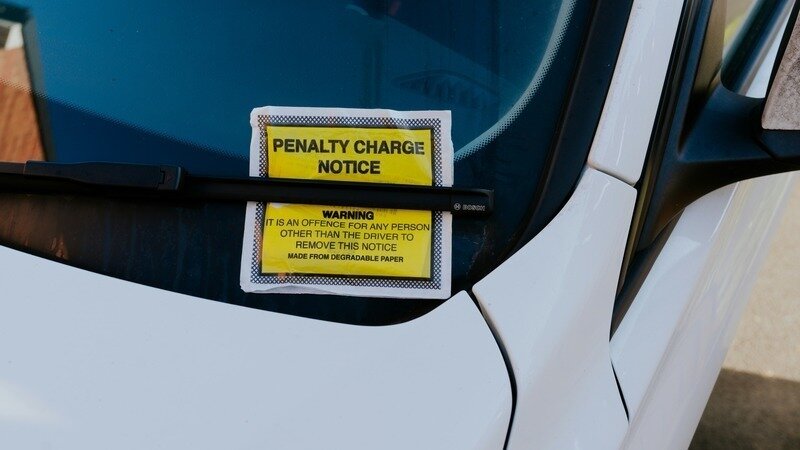 PENALTY CHARGE
NOTICE
BOSCH
WARNING
IT IS AN OFFENCE FOR ANY PERSON
OTHER THAN THE DRIVER TO
REMOVE THIS NOTICE
MADE FROM DEGRADABLE PAPER